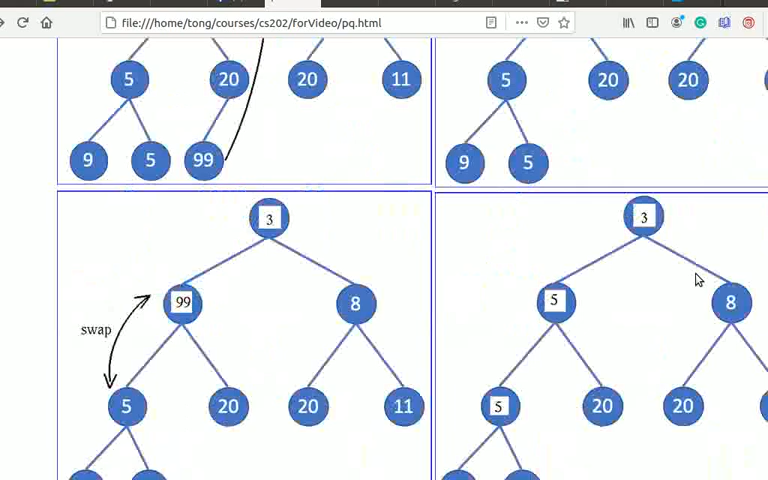 file:///home/tong/courses/cs202/forVideo/pq.html
5 20 20 11
9 5 99
5 20 20
9 5
3
99 8
swap
5 20 20 11
3
5 8
5 20 20